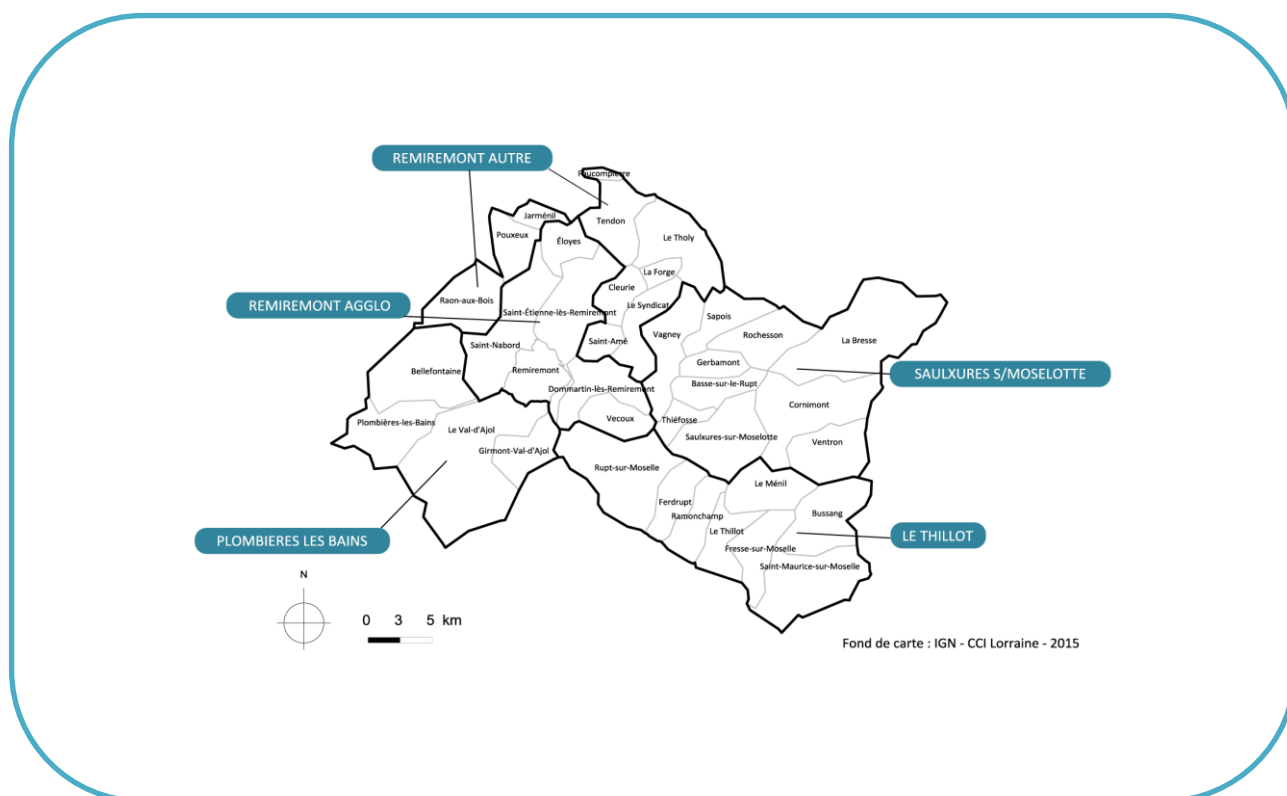 REMIREMONT AUTRE
Faucompierre
Jarménil
Tendon
Pouxeux
Le Tholy
Éloyes
La Forge
Cleurie
Raon-aux-Bois
REMIREMONT AGGLO
Le Syndicat
Saint-Étienne-lès-Remiremont
Sapois
Vagney
Rochesson
Saint-Amé
La Bresse
Saint-Nabord
Gerbamont
Bellefontaine
Remiremont
SAULXURES S/MOSELOTTE
Basse-sur-le-Rupt
Dommartin-lès-Remiremont
Cornimont
Vecoux
Thiéfosse
Plombières-les-Bains
Le Val-d'Ajol
Saulxures-sur-Moselotte
Ventron
Girmont-Val-d'Ajol
Rupt-sur-Moselle
Le Ménil
Ferdrupt
Bussang
Ramonchamp
Le Thillot
LE THILLOT
PLOMBIERES LES BAINS
Fresse-sur-Moselle
Saint-Maurice-sur-Moselle
N
0 3 5 km
Fond de carte : IGN - CCI Lorraine - 2015